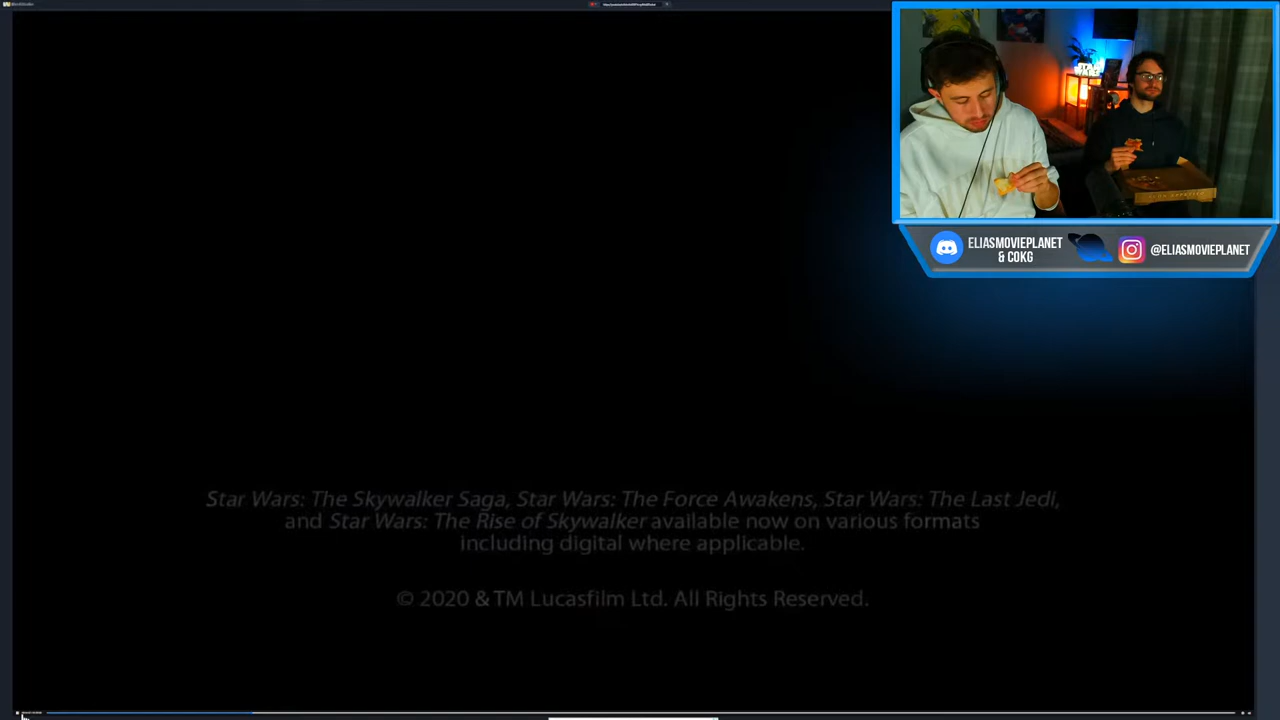 STAR
WARS
ELIASMOVIEPLANET
& COKG
@ELIASMOVIEPLANET
Star Wars: The Skywalker Saga, Star Wars: The Force Awakens, Star Wars: The Last Jedi,
and Star Wars: The Rise of Skywalker available now on various formats
including digital where applicable.
© 2020 & TM Lucasfilm Ltd. All Rights Reserved.